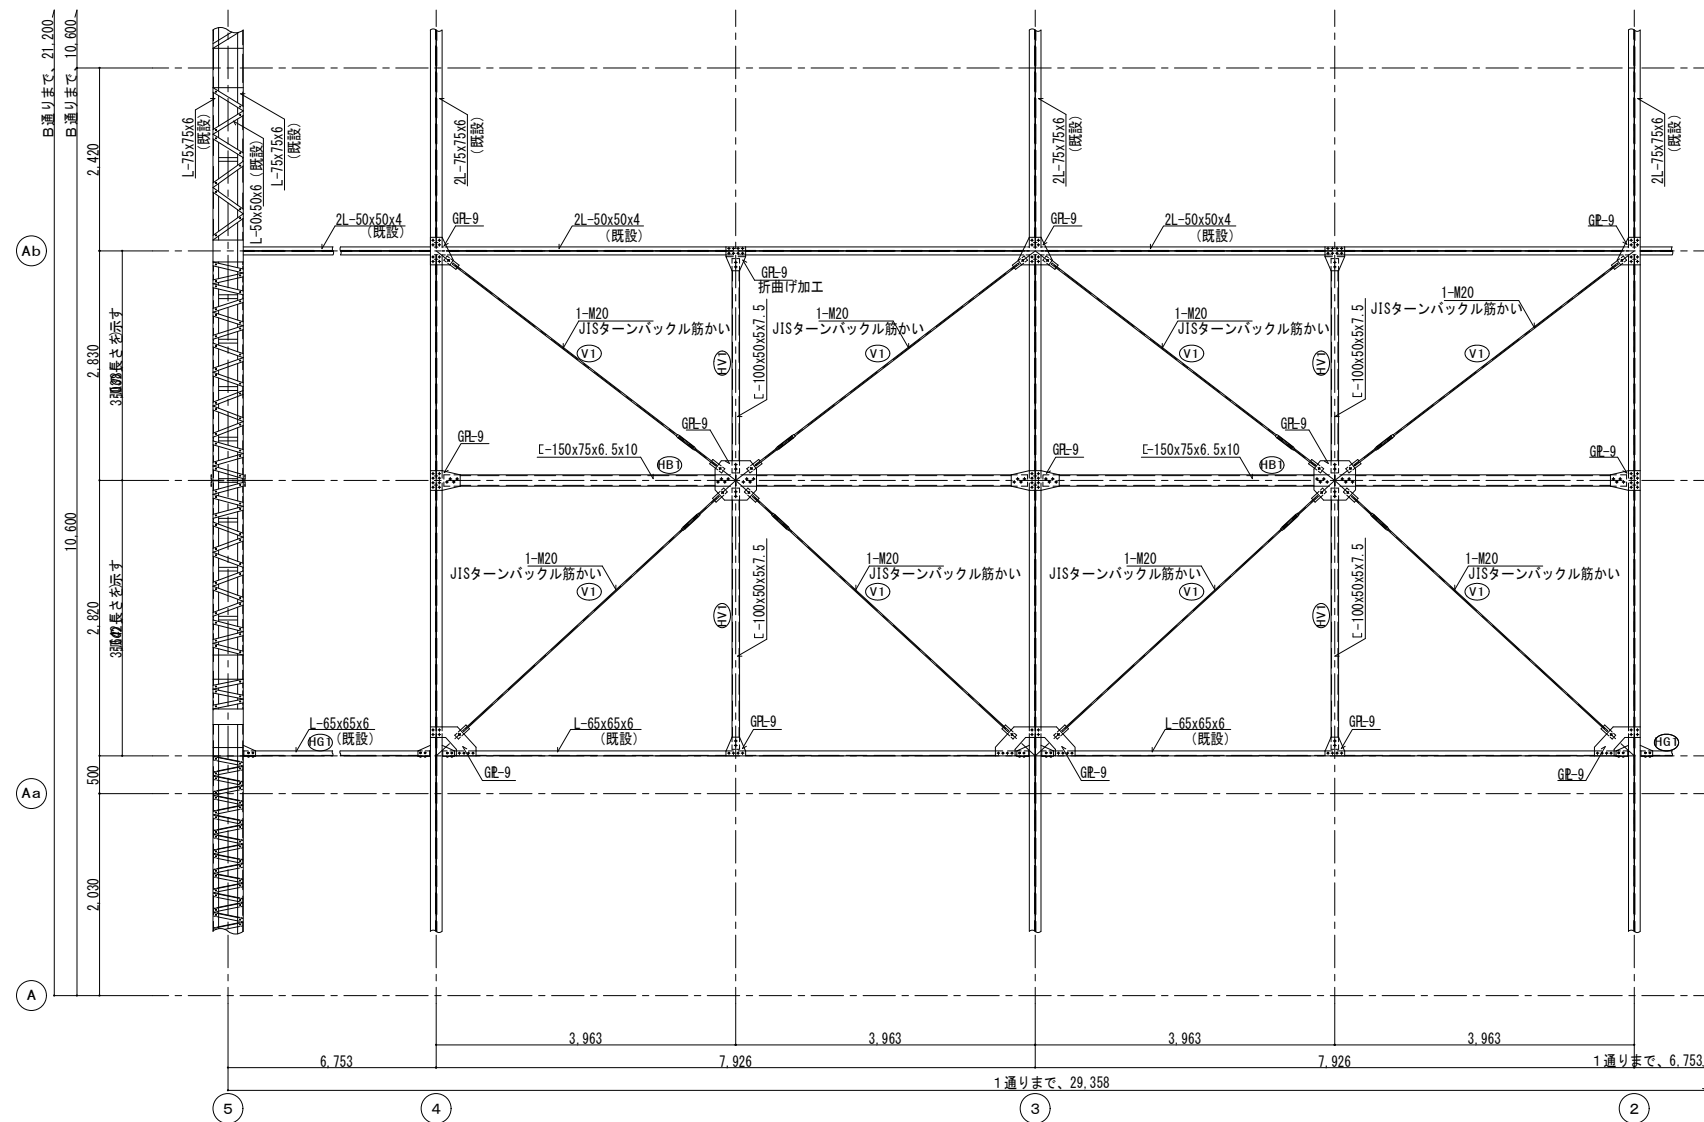 B通りまで、21,200
B通りまで、10,600
2,420
2,830
2,820
500
2,030
10,600
長さを示す
長さを示す
Ab
Aa
A
L-75x75x6
(既設)
L-50x50x6 (既設)
L-75x75x6
(既設)
2L-75x75x6
(既設)
2L-75x75x6
(既設)
2L-75x75x6
(既設)
2L-50x50x4
(既設)
GPL-9
2L-50x50x4
(既設)
GPL-9
2L-50x50x4
(既設)
GPL-9
GPL-9
折曲げ加工
1-M20
JISターンバックル筋かい
V1
1-M20
JISターンバックル筋かい
V1
1-M20
JISターンバックル筋かい
V1
1-M20
JISターンバックル筋かい
V1
HV1
[-100x50x5x7.5
HV1
[-100x50x5x7.5
GPL-9
[-150x75x6.5x10
HB1
GPL-9
GPL-9
[-150x75x6.5x10
HB1
GPL-9
GPL-9
1-M20
JISターンバックル筋かい
V1
1-M20
JISターンバックル筋かい
V1
1-M20
JISターンバックル筋かい
V1
1-M20
JISターンバックル筋かい
V1
HV1
[-100x50x5x7.5
HV1
[-100x50x5x7.5
L-65x65x6
HG1 (既設)
L-65x65x6
(既設)
GPL-9
L-65x65x6
(既設)
GPL-9
HG1
GPL-9
GPL-9
GPL-9
3,963
3,963
3,963
3,963
6,753
7,926
7,926
1通りまで、6,753
1通りまで、29,358
5
4
3
2